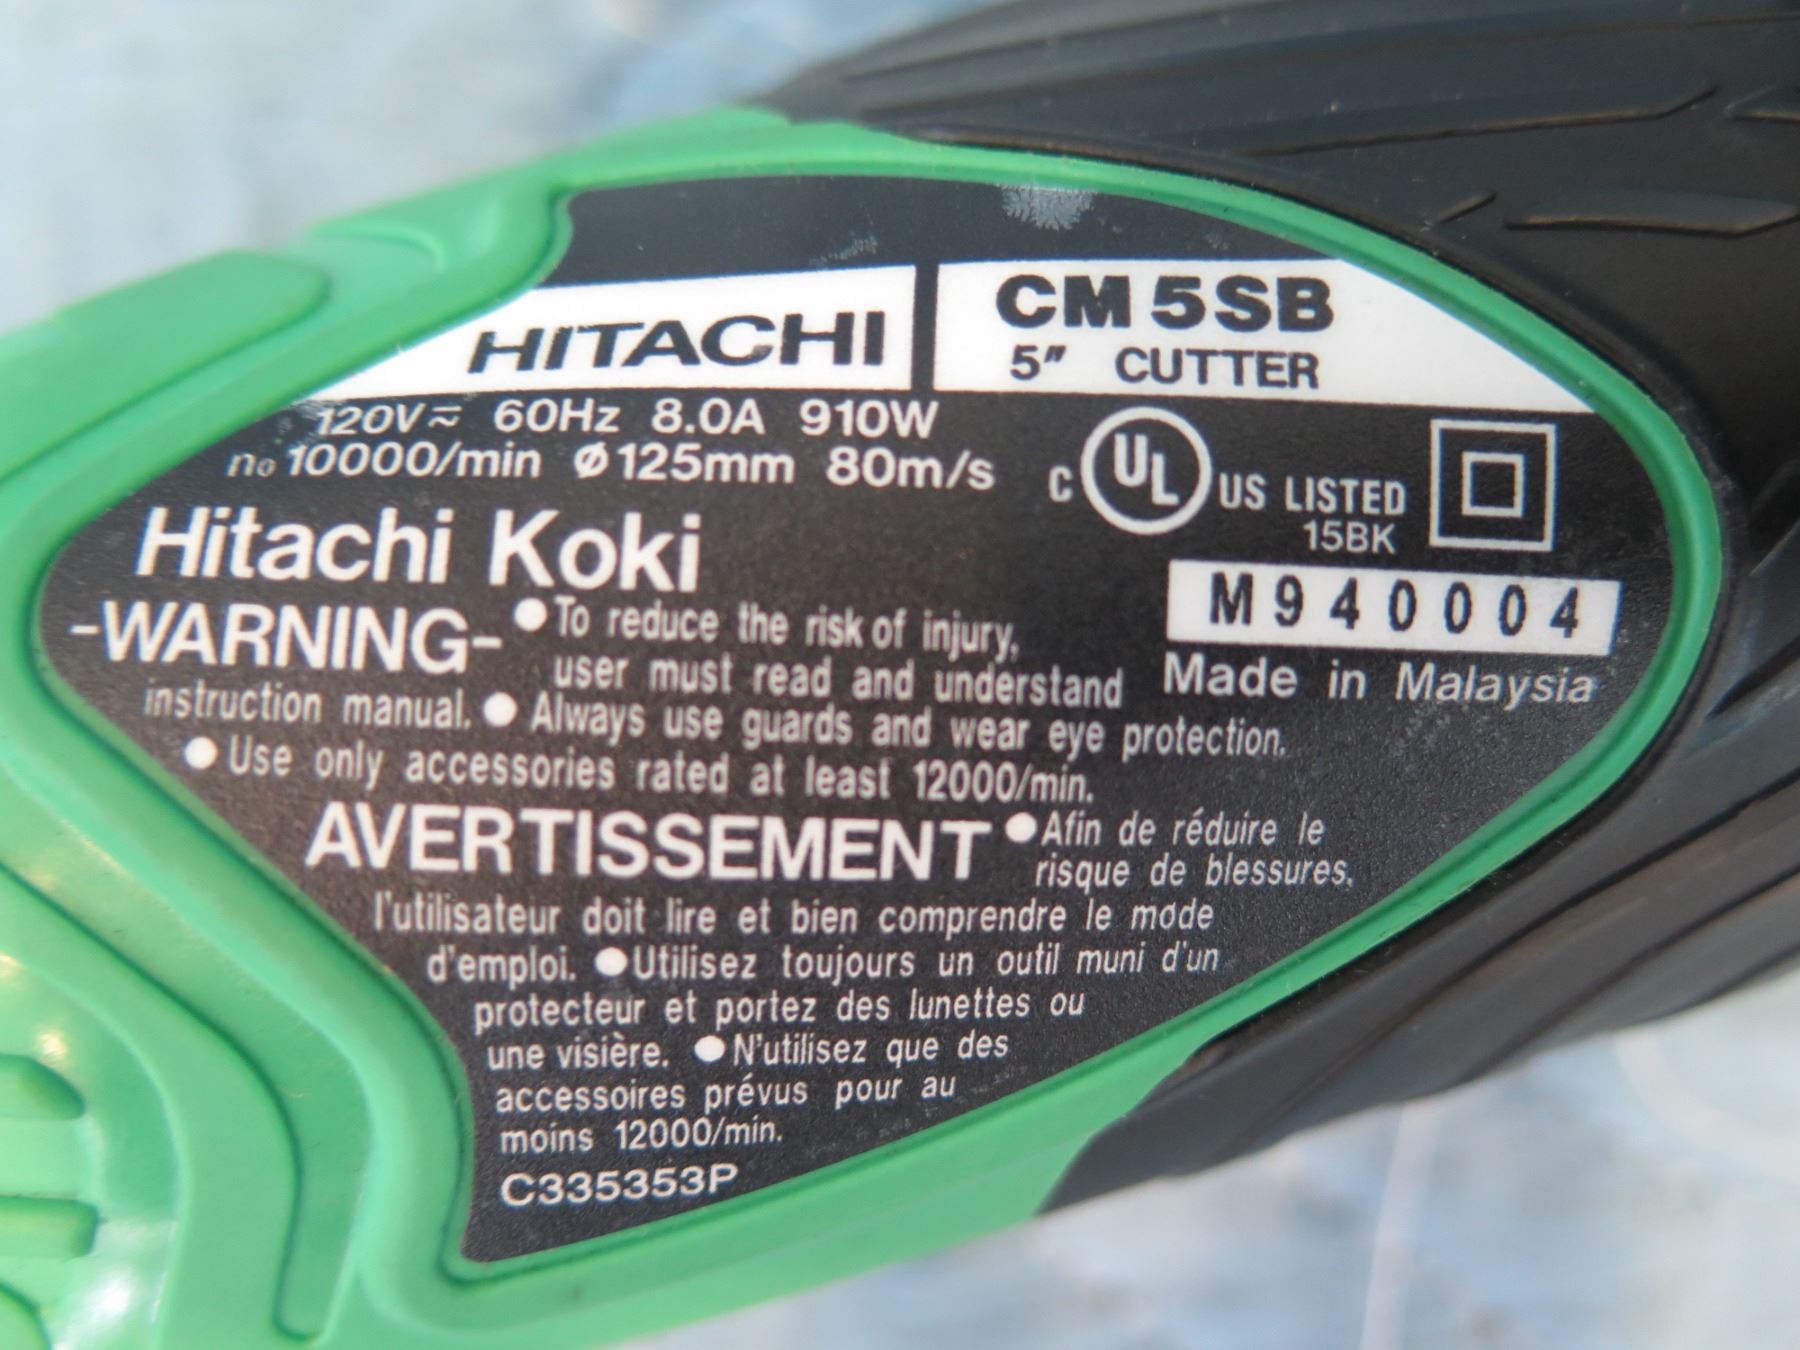 HITACHI
CM5SB
5" CUTTER
120V≂ 60Hz 8.0A 910W
no 10000/min Ø125mm 80m/s
C UL US LISTED
15BK
Hitachi Koki
M940004
Made in Malaysia
-WARNING- ●To reduce the risk of injury,
user must read and understand
instruction manual. ● Always use guards and wear eye protection.
● Use only accessories rated at least 12000/min.
AVERTISSEMENT ●Afin de réduire le
risque de blessures,
l'utilisateur doit lire et bien comprendre le mode
d'emploi. ●Utilisez toujours un outil muni d'un
protecteur et portez des lunettes ou
une visière. ●N'utilisez que des
accessoires prévus pour au
moins 12000/min.
C335353P